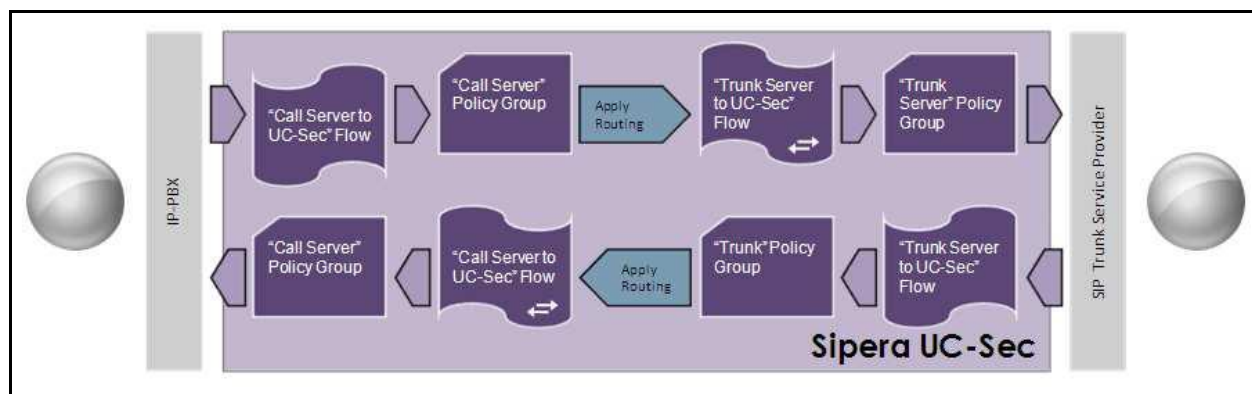 IP-PBX
“Call Server to
UC-Sec” Flow
“Call Server”
Policy Group
Apply
Routing
“Trunk Server
to UC-Sec”
Flow
“Trunk
Server” Policy
Group
SIP Trunk Service Provider
“Call Server”
Policy Group
“Call Server to
UC-Sec” Flow
Apply
Routing
“Trunk” Policy
Group
“Trunk Server
to UC-Sec”
Flow
Sipera UC-Sec